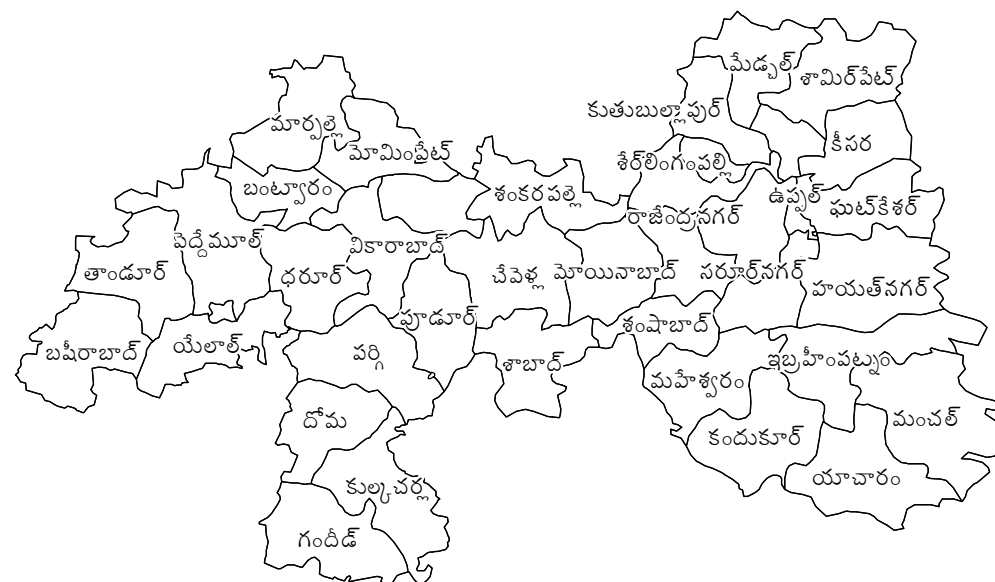 మేడ్చల్
శామిర్‌పేట్
కుతుబుల్లాపుర్
మార్పల్లె
మోమింప్రేట్
కీసర
శేర్‌లింగంపల్లి
బంట్వారం
శంకరపల్లె
ఉప్పల్
ఘట్‌కేశర్
రాజేంద్రనగర్
పెద్దేమూల్
వికారాబాద్
తాండూర్
ధరూర్
చేవెళ్ల
మోయినాబాద్
సరూర్‌నగర్
హయత్‌నగర్
పూడూర్
శంషాబాద్
బషీరాబాద్
యేలాల్
పర్గి
శాబాద్
ఇబ్రహీంపట్నం
మహేశ్వరం
దోమ
మంచల్
కందుకూర్
కుల్కచర్ల
యాచారం
గందీడ్